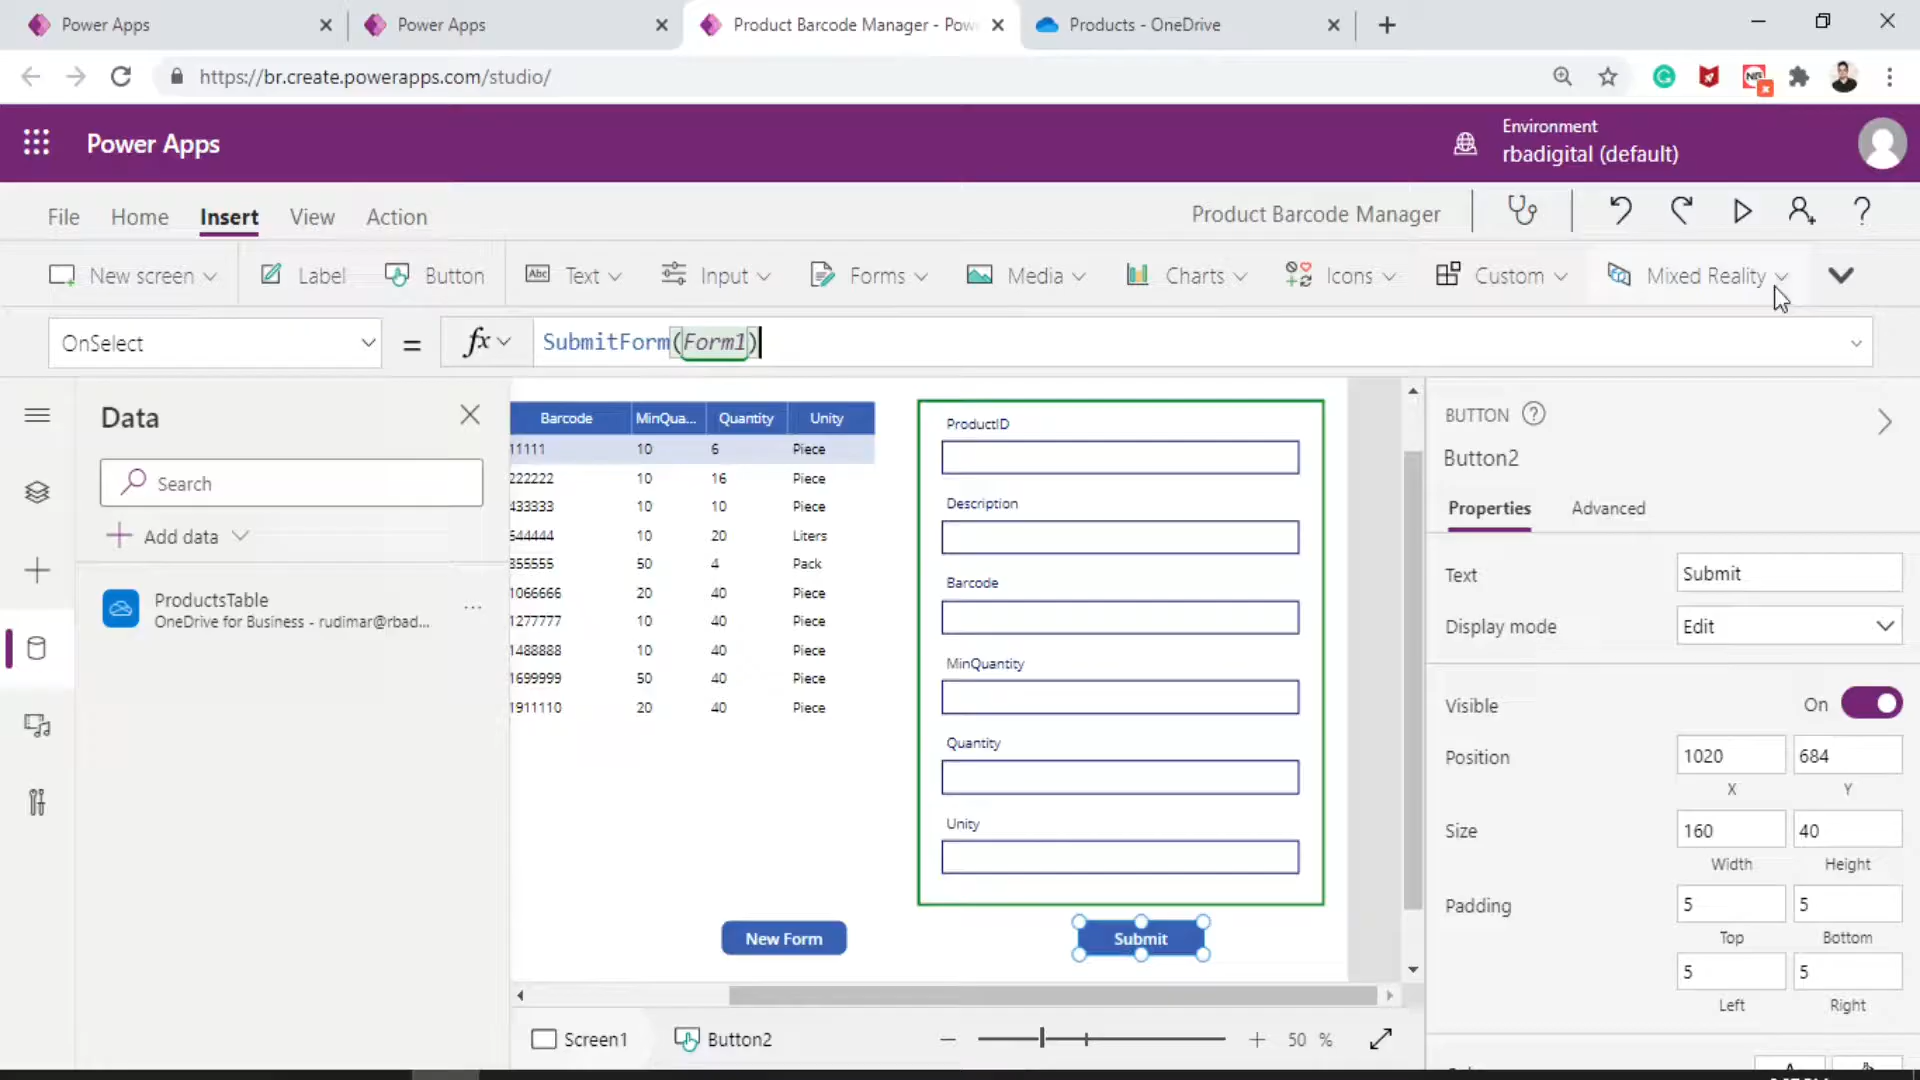 Power Apps
Power Apps
Product Barcode Manager - Pow
Products - OneDrive
https://br.create.powerapps.com/studio/
Power Apps
Environment
rbadigital (default)
File
Home
Insert
View
Action
Product Barcode Manager
New screen
Label
Button
Abc
Text
Input
Forms
Media
Charts
Icons
Custom
Mixed Reality
OnSelect
=
fx
SubmitForm(Form1)
Data
Search
Add data
ProductsTable
OneDrive for Business - rudimar@rbad...
Barcode MinQua... Quantity Unity
11111 10 6 Piece
222222 10 16 Piece
433333 10 10 Piece
544444 10 20 Liters
355555 50 4 Pack
1066666 20 40 Piece
1277777 10 40 Piece
1488888 10 40 Piece
1699999 50 40 Piece
1911110 20 40 Piece
ProductID
Description
Barcode
MinQuantity
Quantity
Unity
New Form
Submit
BUTTON
Button2
Properties
Advanced
Text
Submit
Display mode
Edit
Visible
On
Position
1020
684
X
Y
Size
160
40
Width
Height
Padding
5
5
Top
Bottom
5
5
Left
Right
Screen1
Button2
50 %